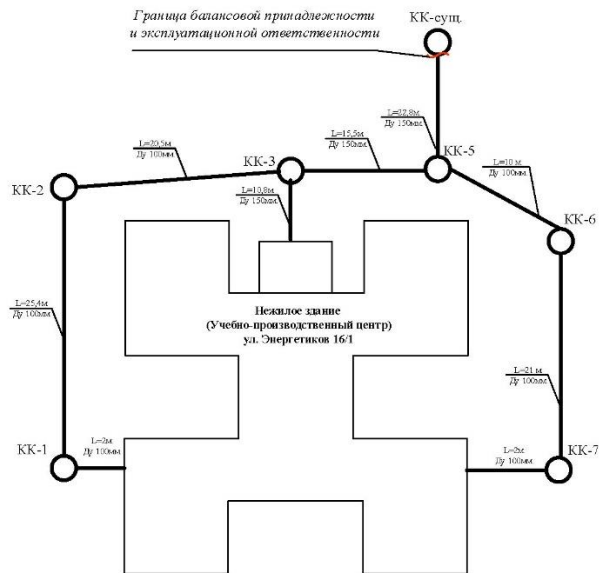 Граница балансовой принадлежности
и эксплуатационной ответственности
КК-сущ.
L=22,8м
Ду 150мм.
L=20,5м
Ду 100мм.
КК-3
L=15,5м
Ду 150мм.
КК-5
L=10 м
Ду 100мм.
КК-2
L=10,8м
Ду 150мм.
КК-6
Нежилое здание
(Учебно-производственный центр)
ул. Энергетиков 16/1
L=25,4м
Ду 100мм.
L=21 м
Ду 100мм.
КК-1
L=2м
Ду 100мм.
Ду 100мм.
КК-7